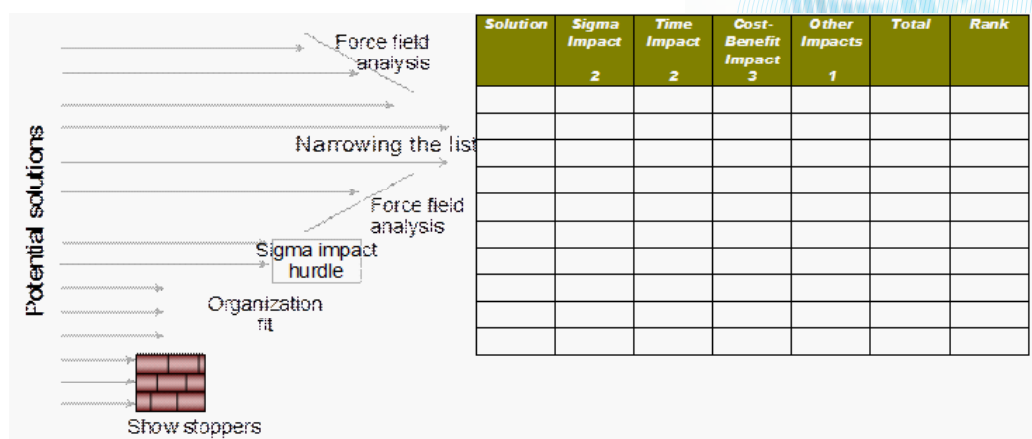 Potential solutions
Force field
analysis
Narrowing the list
Force field
analysis
Sigma impact
hurdle
Organization
fit
Show stoppers
Solution
Sigma
Impact
2
Time
Impact
2
Cost-
Benefit
Impact
3
Other
Impacts
1
Total
Rank